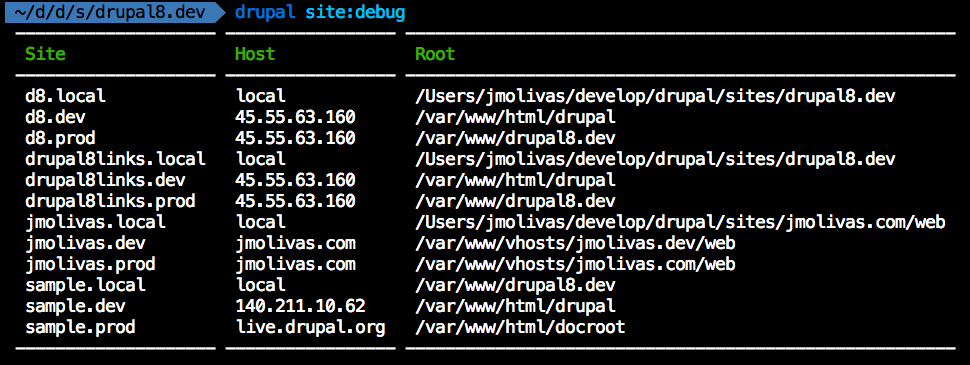 ~/d/d/s/drupal8.dev drupal site:debug
Site Host Root
d8.local local /Users/jmolivas/develop/drupal/sites/drupal8.dev
d8.dev 45.55.63.160 /var/www/html/drupal
d8.prod 45.55.63.160 /var/www/drupal8.dev
drupal8links.local local /Users/jmolivas/develop/drupal/sites/drupal8.dev
drupal8links.dev 45.55.63.160 /var/www/html/drupal
drupal8links.prod 45.55.63.160 /var/www/drupal8.dev
jmolivas.local local /Users/jmolivas/develop/drupal/sites/jmolivas.com/web
jmolivas.dev jmolivas.com /var/www/vhosts/jmolivas.dev/web
jmolivas.prod jmolivas.com /var/www/vhosts/jmolivas.com/web
sample.local local /var/www/drupal8.dev
sample.dev 140.211.10.62 /var/www/html/drupal
sample.prod live.drupal.org /var/www/html/docroot